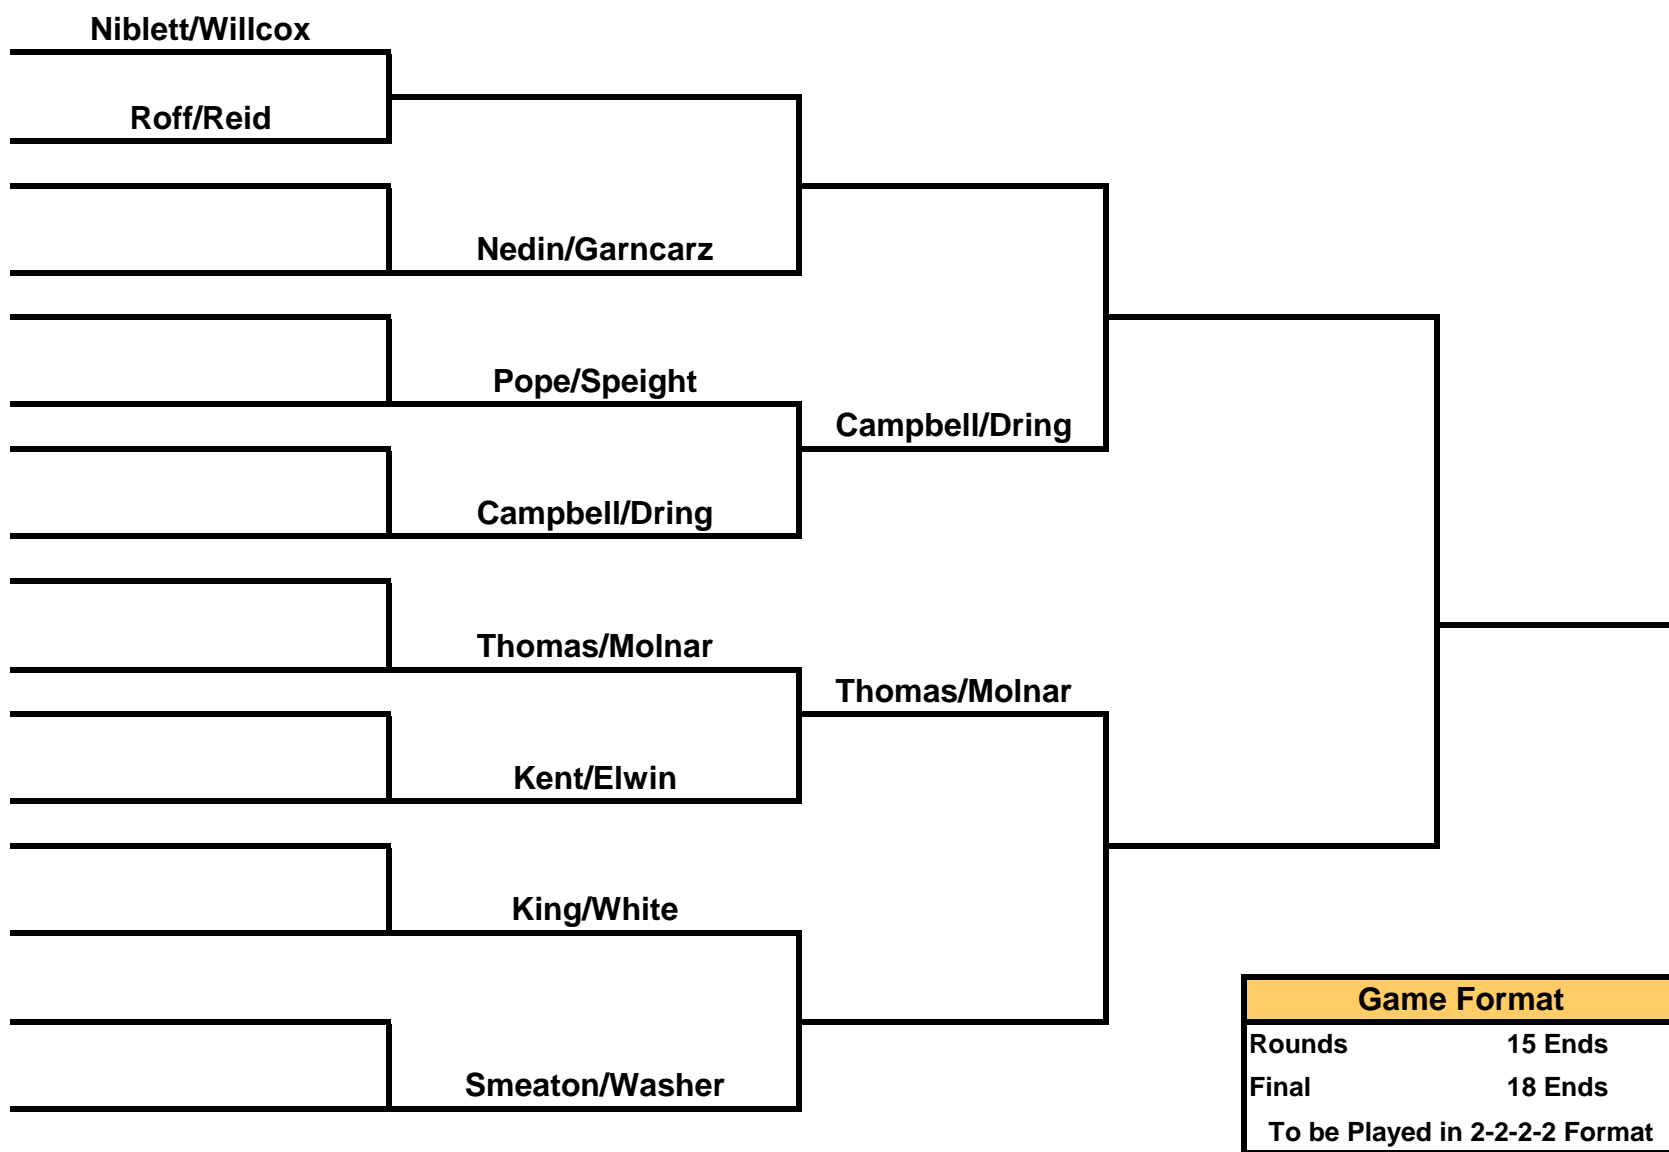 Niblett/Willcox
Roff/Reid
Nedin/Garncarz
Pope/Speight
Campbell/Dring
Campbell/Dring
Thomas/Molnar
Thomas/Molnar
Kent/Elwin
King/White
Smeaton/Washer
Game Format
Rounds 15 Ends
Final 18 Ends
To be Played in 2-2-2-2 Format